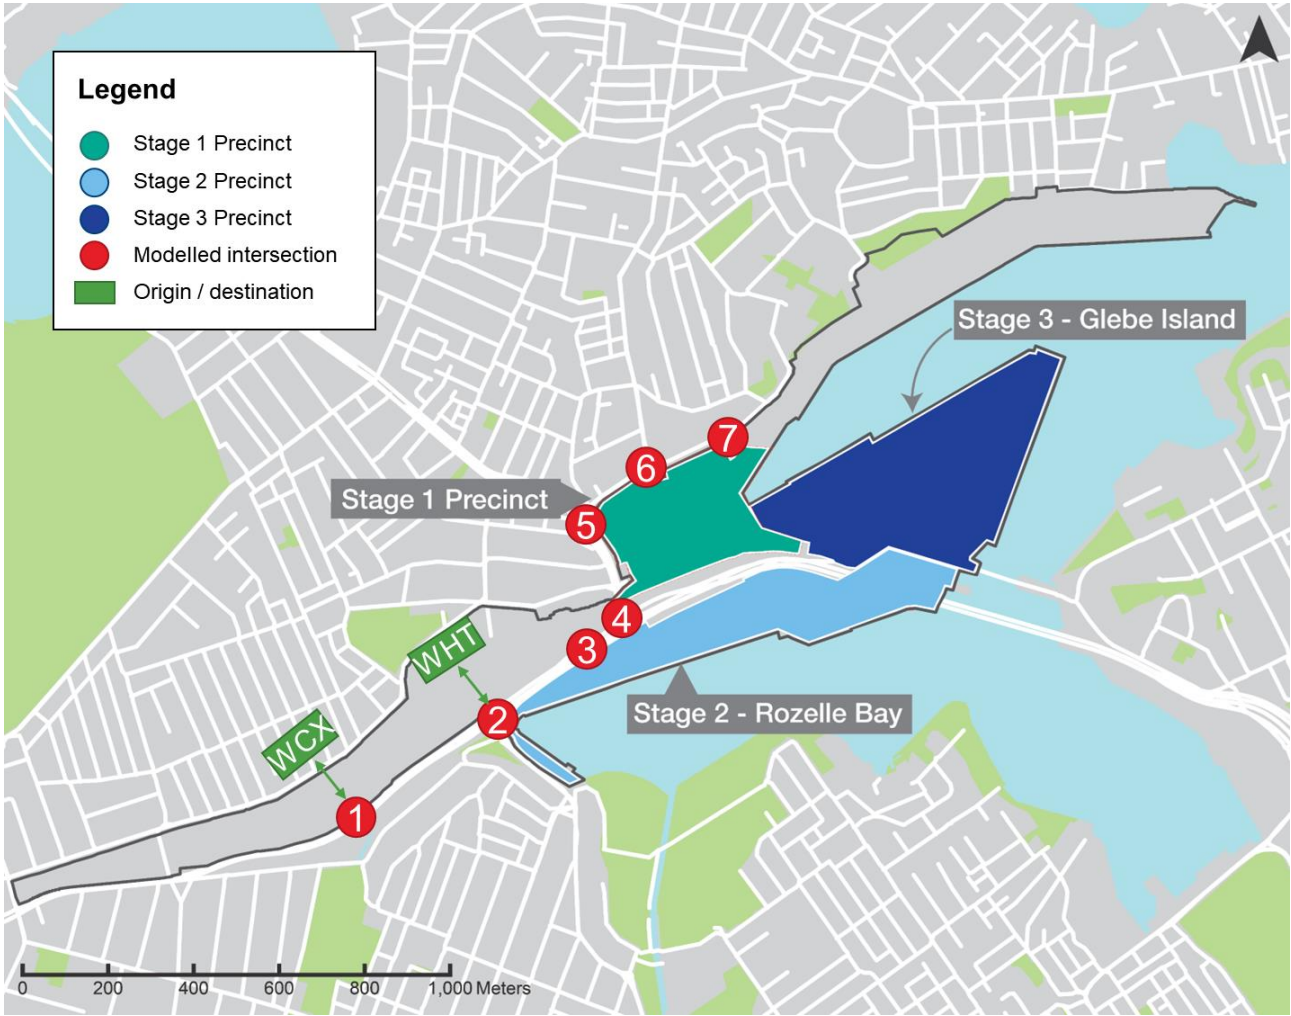 Legend
Stage 1 Precinct
Stage 2 Precinct
Stage 3 Precinct
Modelled intersection
Origin / destination
Stage 3 - Glebe Island
7
6
Stage 1 Precinct
5
4
WHT
3
2
Stage 2 - Rozelle Bay
WCX
1
0 200 400 600 800 1,000 Meters